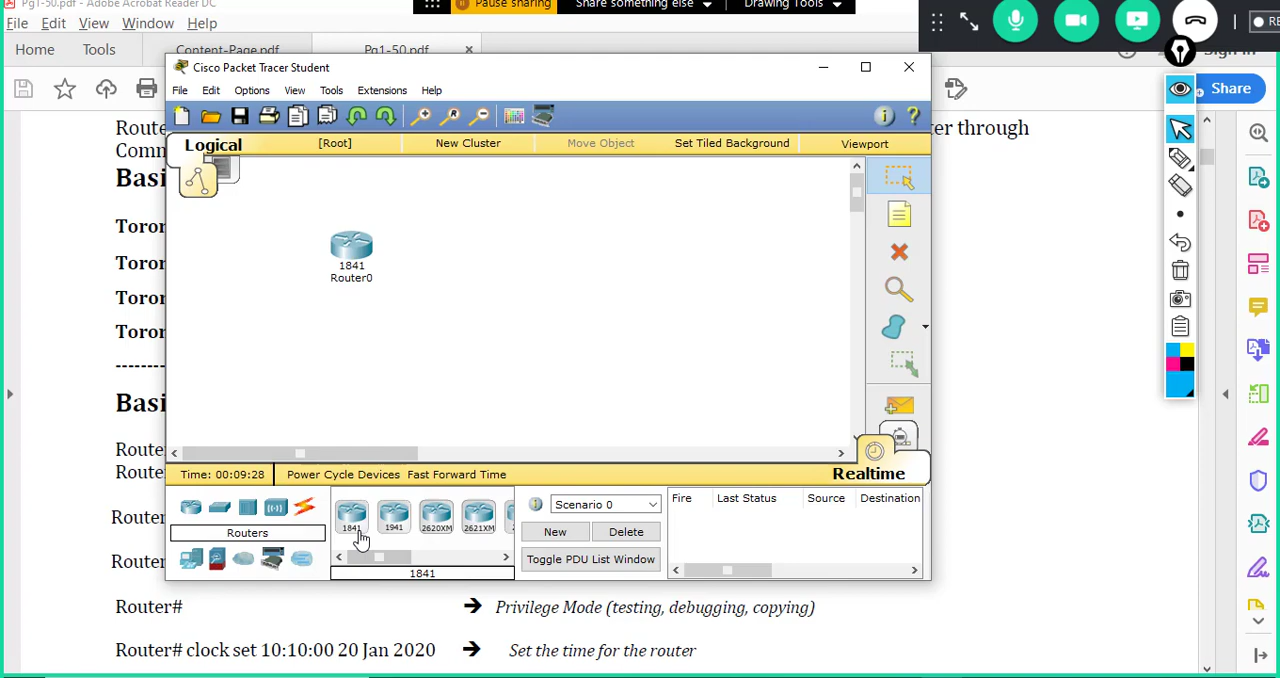 Pg1-50.pdf - Adobe Acrobat Reader DC
Pause sharing
Share something else
Drawing Tools
File Edit View Window Help
Home Tools Content-Page.pdf Pg1-50.pdf ×
Share
Cisco Packet Tracer Student
File Edit Options View Tools Extensions Help
Logical [Root] New Cluster Move Object Set Tiled Background Viewport
1841
Router0
er through
Comm
Basi
Toron
Toron
Toron
Toron
Basi
Time: 00:09:28 Power Cycle Devices Fast Forward Time Realtime
Routers
1841 1941 2620XM 2621XM
1841
Scenario 0
New Delete
Toggle PDU List Window
Fire Last Status Source Destination
Route
Route
Router
Router
Router# ➔ Privilege Mode (testing, debugging, copying)
Router# clock set 10:10:00 20 Jan 2020 ➔ Set the time for the router